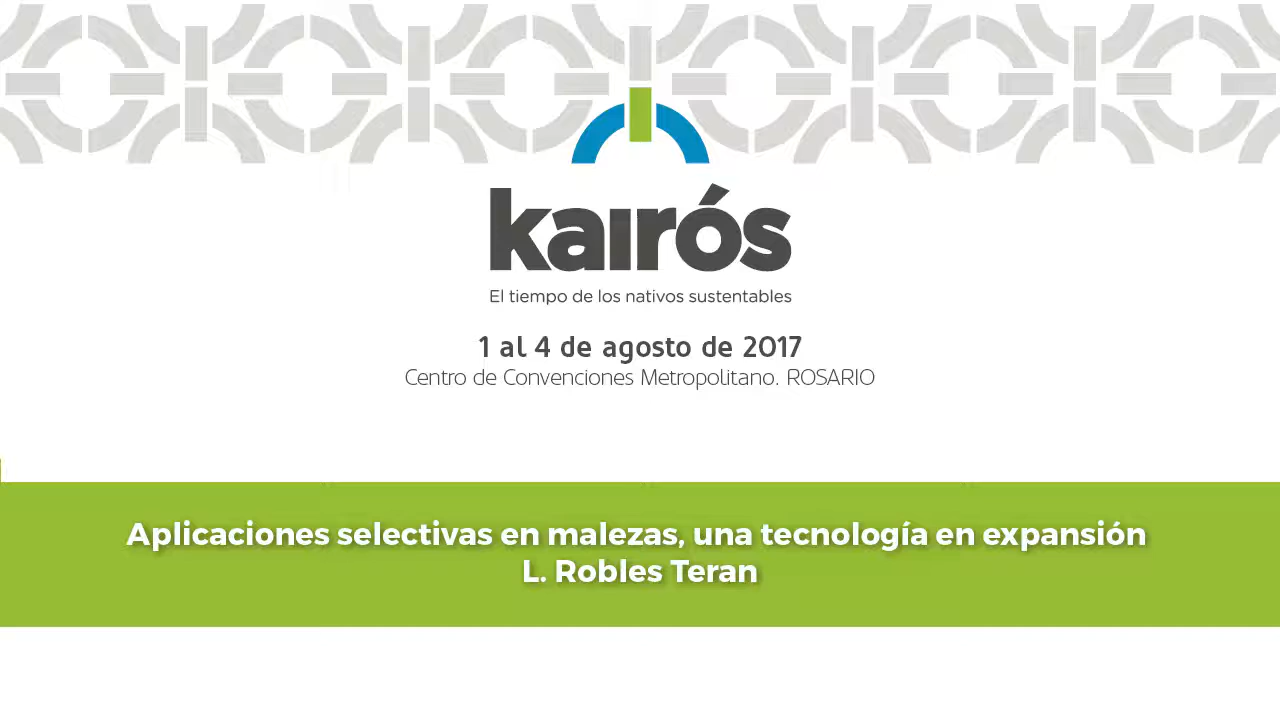 kaırós
El tiempo de los nativos sustentables
1 al 4 de agosto de 2017
Centro de Convenciones Metropolitano. ROSARIO
Aplicaciones selectivas en malezas, una tecnología en expansión
L. Robles Teran